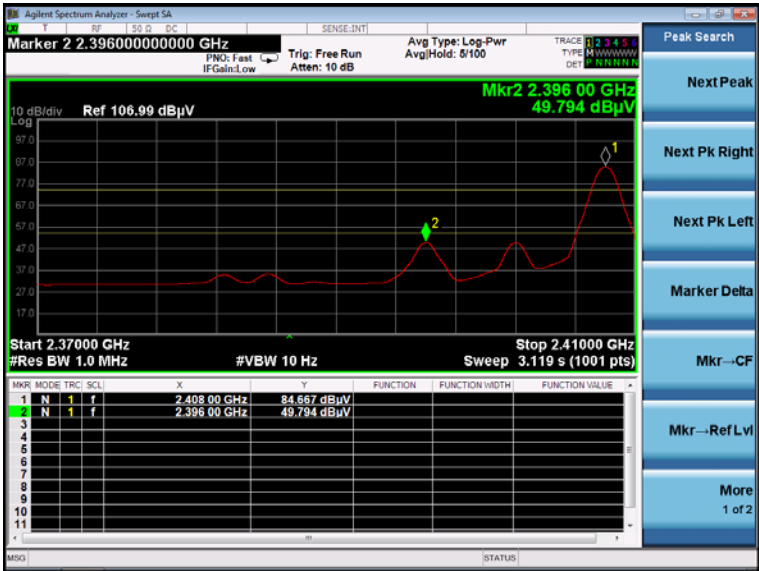 Agilent Spectrum Analyzer - Swept SA
T RF 50 Ω DC SENSE:INT
Marker 2 2.396000000000 GHz
PNO: Fast
IFGain:Low
Trig: Free Run
Atten: 10 dB
Avg Type: Log-Pwr
Avg|Hold: 6/100
TRACE 1 2 3 4 5 6
TYPE M WWWWW
DET P N N N N N
Mkr2 2.396 00 GHz
49.794 dBµV
10 dB/div Ref 106.99 dBµV
Log
97.0
87.0
77.0
67.0
57.0
47.0
37.0
27.0
17.0
1
2
Start 2.37000 GHz Stop 2.41000 GHz
#Res BW 1.0 MHz #VBW 10 Hz Sweep 3.119 s (1001 pts)
MKR MODE TRC SCL X Y FUNCTION FUNCTION WIDTH FUNCTION VALUE
1 N 1 f 2.408 00 GHz 84.667 dBµV
2 N 1 f 2.396 00 GHz 49.794 dBµV
3
4
5
6
7
8
9
10
11
MSG STATUS
Peak Search
Next Peak
Next Pk Right
Next Pk Left
Marker Delta
Mkr→CF
Mkr→Ref Lvl
More
1 of 2